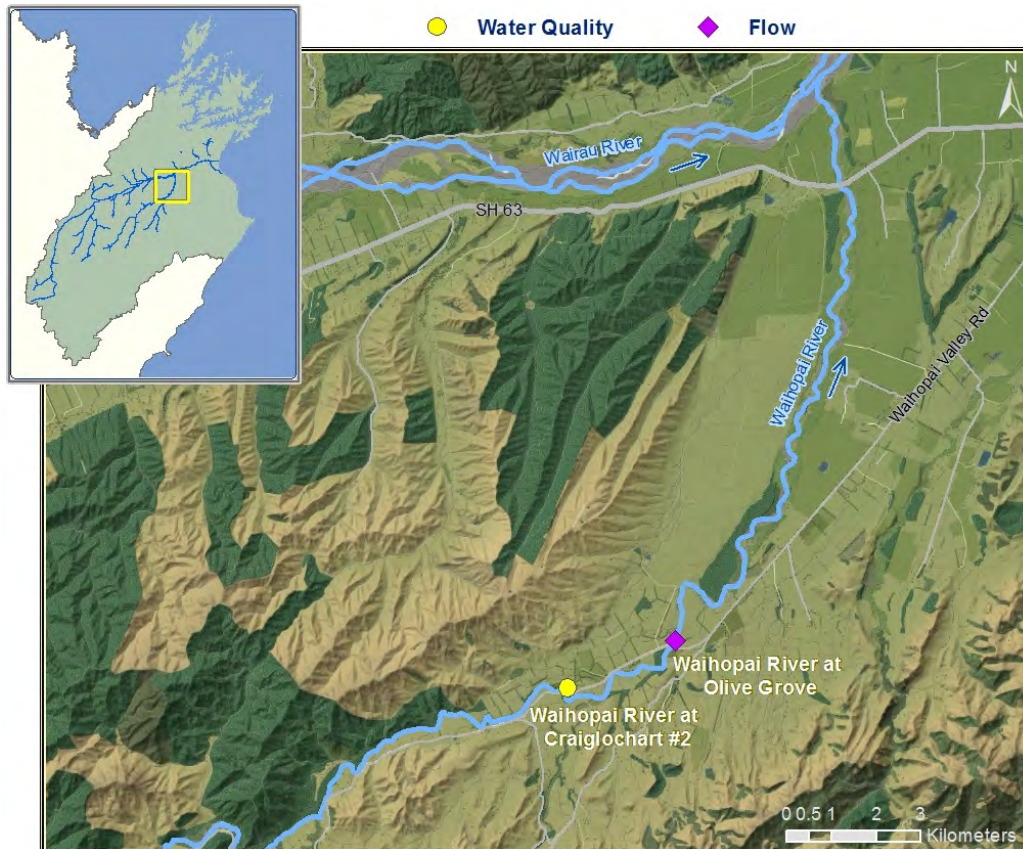 Water Quality
Flow
N
Wairau River
SH 63
Waihopai River
Waihopai Valley Rd
Waihopai River at
Olive Grove
Waihopai River at
Craiglochart #2
0 0.5 1 2 3
Kilometers